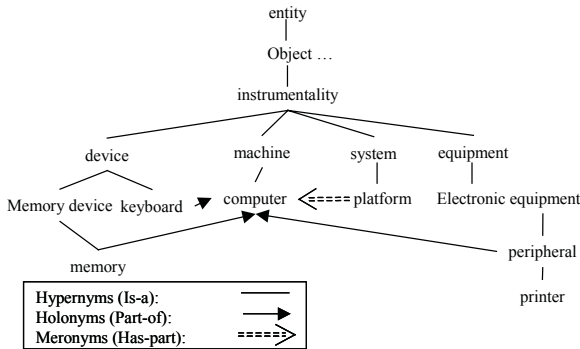 entity
Object …
instrumentality
device machine system equipment
Memory device keyboard computer platform Electronic equipment
memory peripheral
printer
Hypernyms (Is-a):
Holonyms (Part-of):
Meronyms (Has-part):